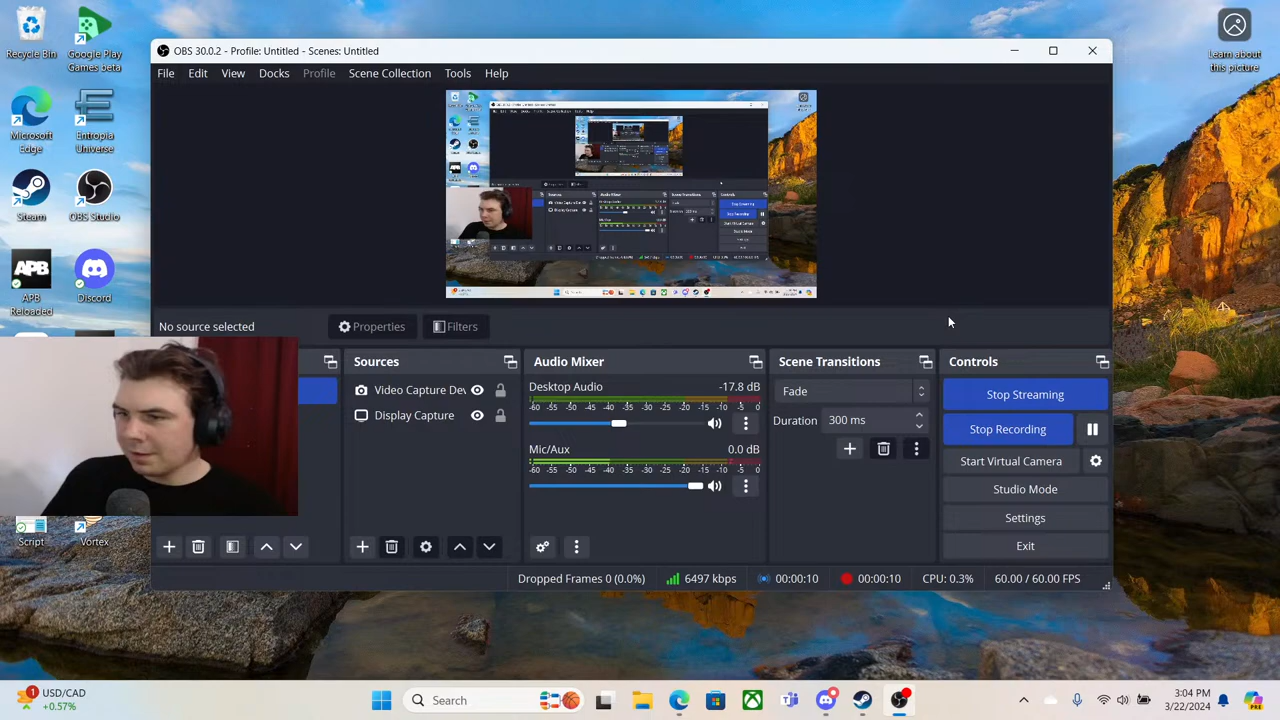 Recycle Bin
Google Play
Games beta
Microsoft
Edge
Entropia
Universe
Steam
OBS Studio
APB
Reloaded
Discord
Script
Vortex
Learn about
this picture
OBS 30.0.2 - Profile: Untitled - Scenes: Untitled
File Edit View Docks Profile Scene Collection Tools Help
No source selected
Properties
Filters
Sources
Video Capture Dev
Display Capture
Audio Mixer
Desktop Audio -17.8 dB
-60 -55 -50 -45 -40 -35 -30 -25 -20 -15 -10 -5 0
Mic/Aux 0.0 dB
-60 -55 -50 -45 -40 -35 -30 -25 -20 -15 -10 -5 0
Scene Transitions
Fade
Duration 300 ms
Controls
Stop Streaming
Stop Recording
Start Virtual Camera
Studio Mode
Settings
Exit
Dropped Frames 0 (0.0%) 6497 kbps 00:00:10 00:00:10 CPU: 0.3% 60.00 / 60.00 FPS
1
USD/CAD
+0.57%
Search
3:04 PM
3/22/2024
PRE